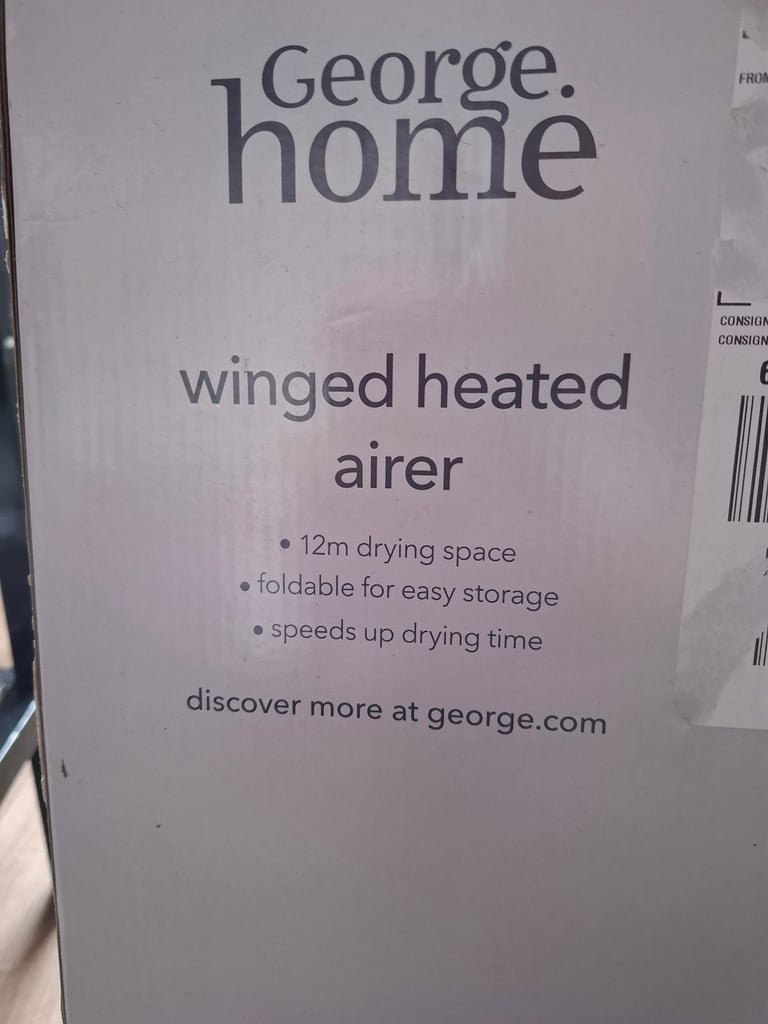 George.
home
FROM
winged heated
airer
• 12m drying space
• foldable for easy storage
• speeds up drying time
discover more at george.com
CONSIGN
CONSIGN